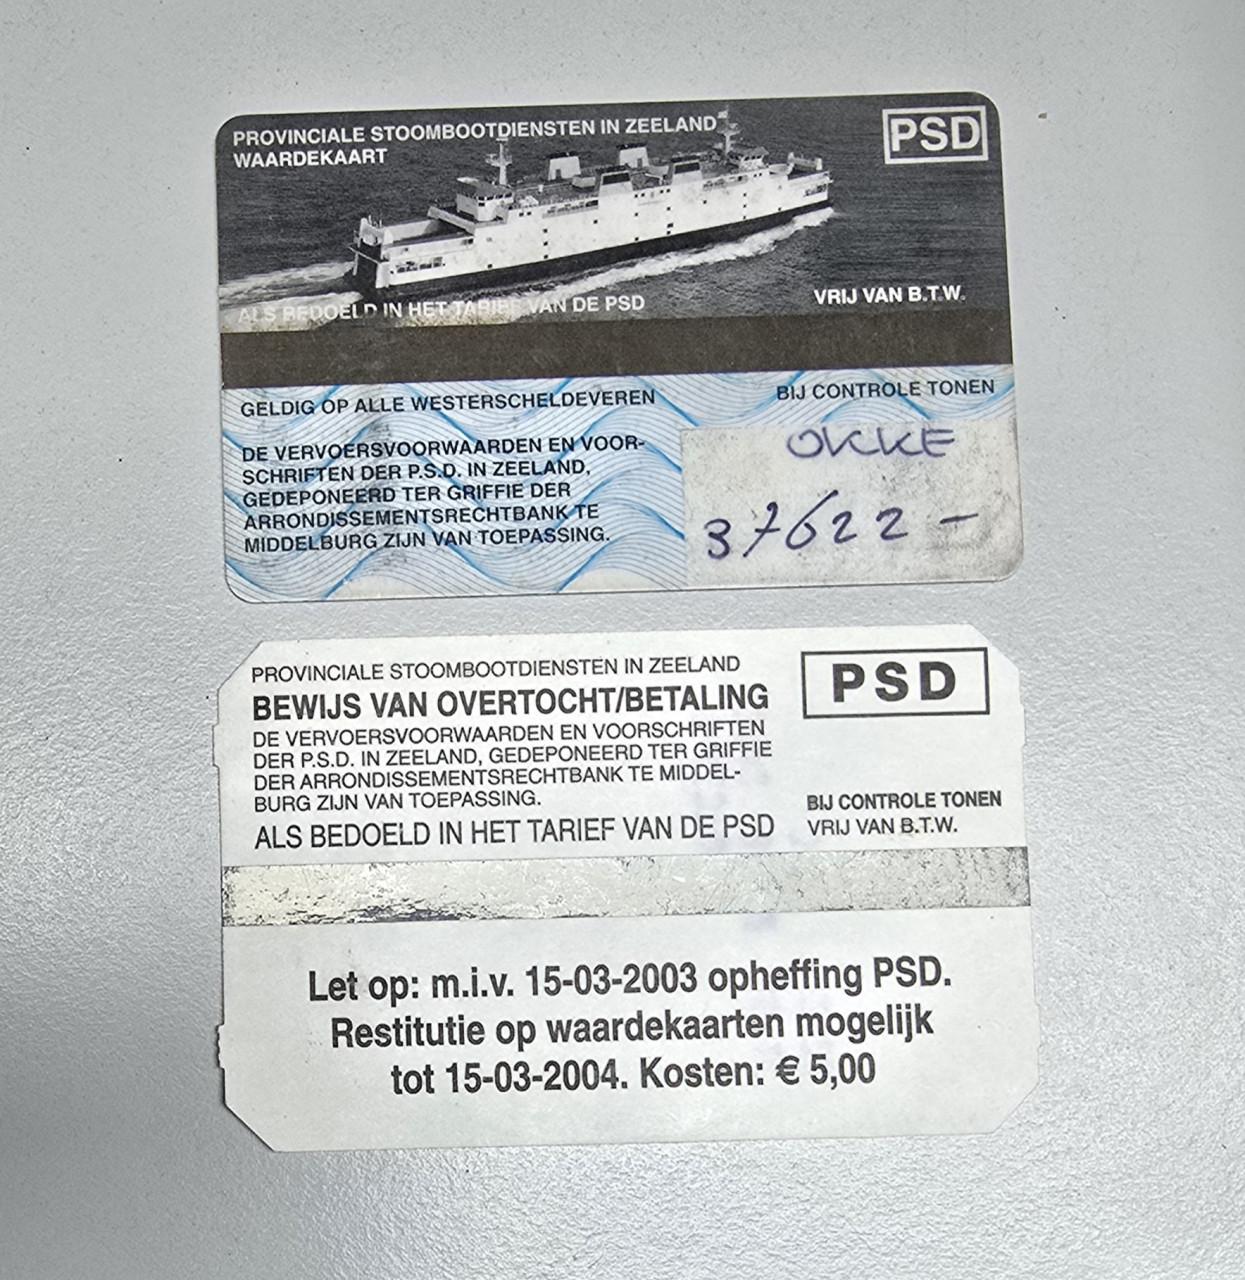 PROVINCIALE STOOMBOOTDIENSTEN IN ZEELAND
WAARDEKAART
PSD
ALS BEDOELD IN HET TARIEF VAN DE PSD
VRIJ VAN B.T.W.
GELDIG OP ALLE WESTERSCHELDEVEREN
BIJ CONTROLE TONEN
DE VERVOERSVOORWAARDEN EN VOOR-
SCHRIFTEN DER P.S.D. IN ZEELAND,
GEDEPONEERD TER GRIFFIE DER
ARRONDISSEMENTSRECHTBANK TE
MIDDELBURG ZIJN VAN TOEPASSING.
OKKE
37622 -
PROVINCIALE STOOMBOOTDIENSTEN IN ZEELAND
BEWIJS VAN OVERTOCHT/BETALING
DE VERVOERSVOORWAARDEN EN VOORSCHRIFTEN
DER P.S.D. IN ZEELAND, GEDEPONEERD TER GRIFFIE
DER ARRONDISSEMENTSRECHTBANK TE MIDDEL-
BURG ZIJN VAN TOEPASSING.
ALS BEDOELD IN HET TARIEF VAN DE PSD
PSD
BIJ CONTROLE TONEN
VRIJ VAN B.T.W.
Let op: m.i.v. 15-03-2003 opheffing PSD.
Restitutie op waardekaarten mogelijk
tot 15-03-2004. Kosten: € 5,00